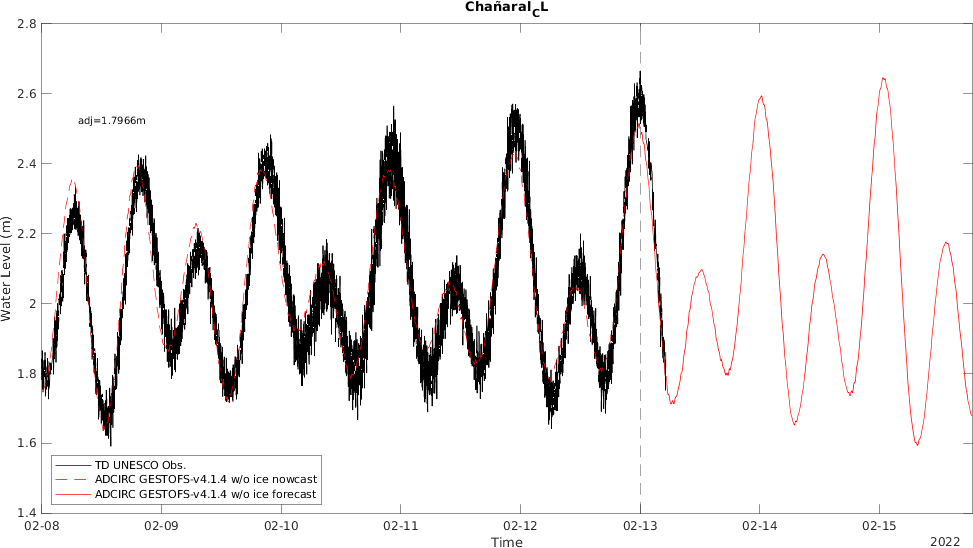 Chañaral_CL
2.8
2.6
adj=1.7966m
2.4
2.2
Water Level (m)
2
1.8
1.6
TD UNESCO Obs.
ADCIRC GESTOFS-v4.1.4 w/o ice nowcast
ADCIRC GESTOFS-v4.1.4 w/o ice forecast
1.4
02-08 02-09 02-10 02-11 02-12 02-13 02-14 02-15
Time
2022